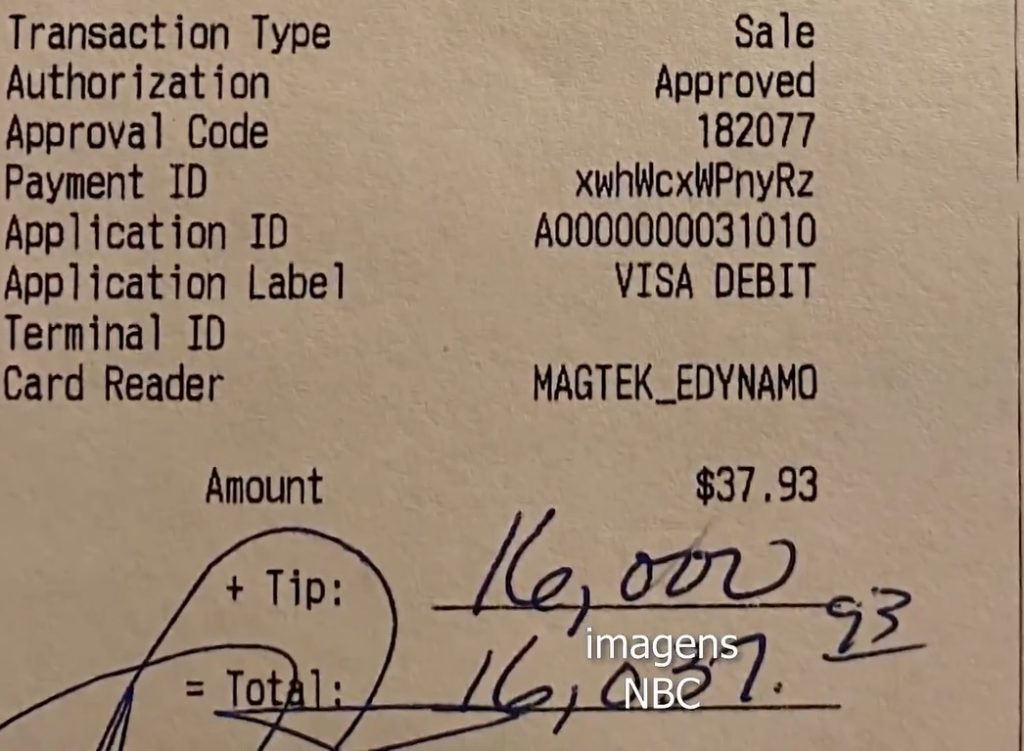 Transaction Type Sale
Authorization Approved
Approval Code 182077
Payment ID xwhWcxWPnyRz
Application ID A0000000031010
Application Label VISA DEBIT
Terminal ID
Card Reader MAGTEK_EDYNAMO
Amount $37.93
+ Tip: 16,000
= Total: 16,037.93
imagens
NBC